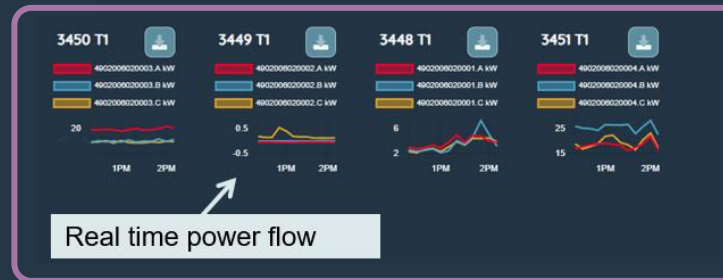 3450 T1
4902006020003.A kW
4902006020003.B kW
4902006020003.C kW
20
1PM 2PM
3449 T1
4902006020002.A kW
4902006020002.B kW
4902006020002.C kW
0.5
-0.5
1PM 2PM
3448 T1
4902006020001.A kW
4902006020001.B kW
4902006020001.C kW
6
2
1PM 2PM
3451 T1
4902006020004.A kW
4902006020004.B kW
4902006020004.C kW
25
15
1PM 2PM
Real time power flow